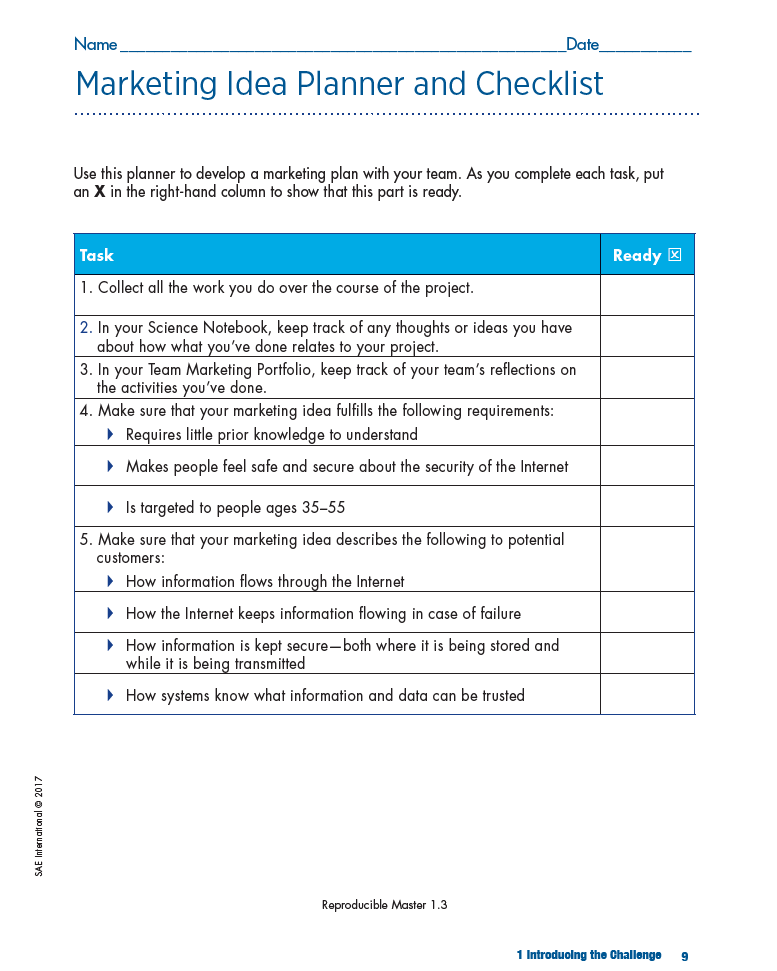 Name _______________________________________________________ Date____________
Marketing Idea Planner and Checklist
Use this planner to develop a marketing plan with your team. As you complete each task, put
an X in the right-hand column to show that this part is ready.
Task
Ready ☒
1. Collect all the work you do over the course of the project.
2. In your Science Notebook, keep track of any thoughts or ideas you have
about how what you’ve done relates to your project.
3. In your Team Marketing Portfolio, keep track of your team’s reflections on
the activities you’ve done.
4. Make sure that your marketing idea fulfills the following requirements:
Requires little prior knowledge to understand
Makes people feel safe and secure about the security of the Internet
Is targeted to people ages 35–55
5. Make sure that your marketing idea describes the following to potential
customers:
How information flows through the Internet
How the Internet keeps information flowing in case of failure
How information is kept secure—both where it is being stored and
while it is being transmitted
How systems know what information and data can be trusted
SAE International © 2017
Reproducible Master 1.3
1 Introducing the Challenge 9